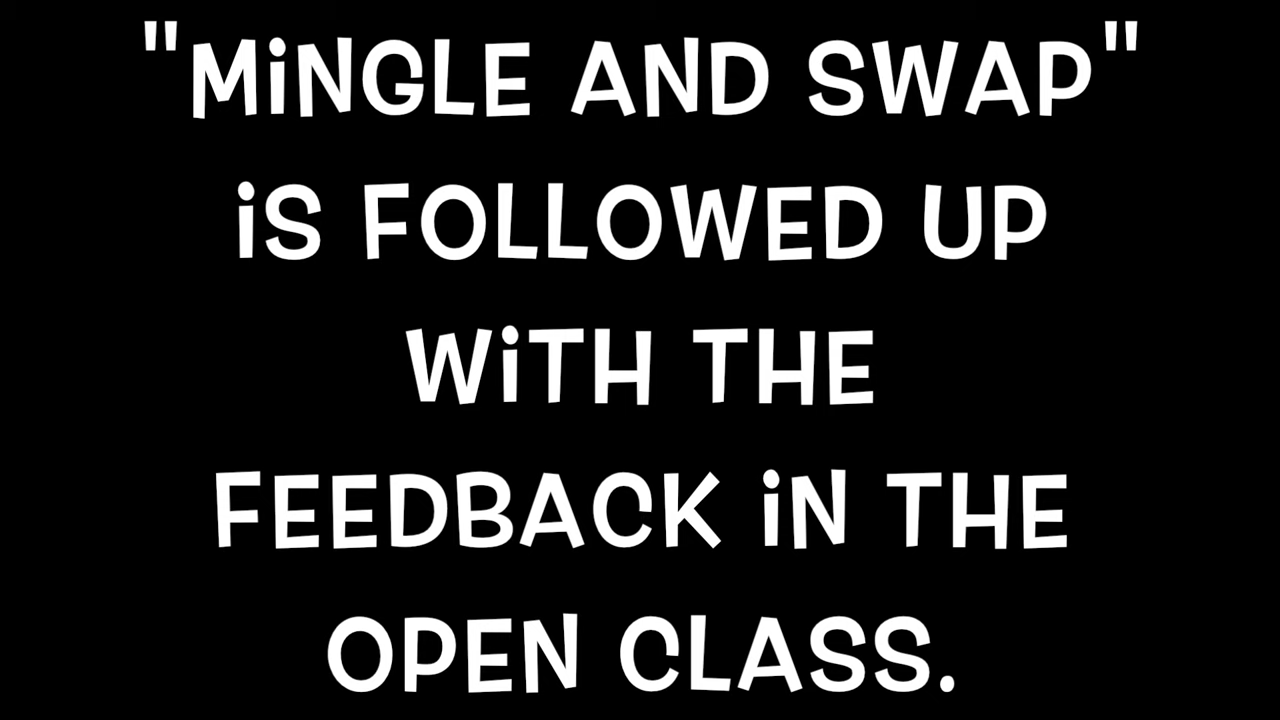 "MiNGLE AND SWAP"
iS FOLLOWED UP
WiTH THE
FEEDBACK iN THE
OPEN CLASS.